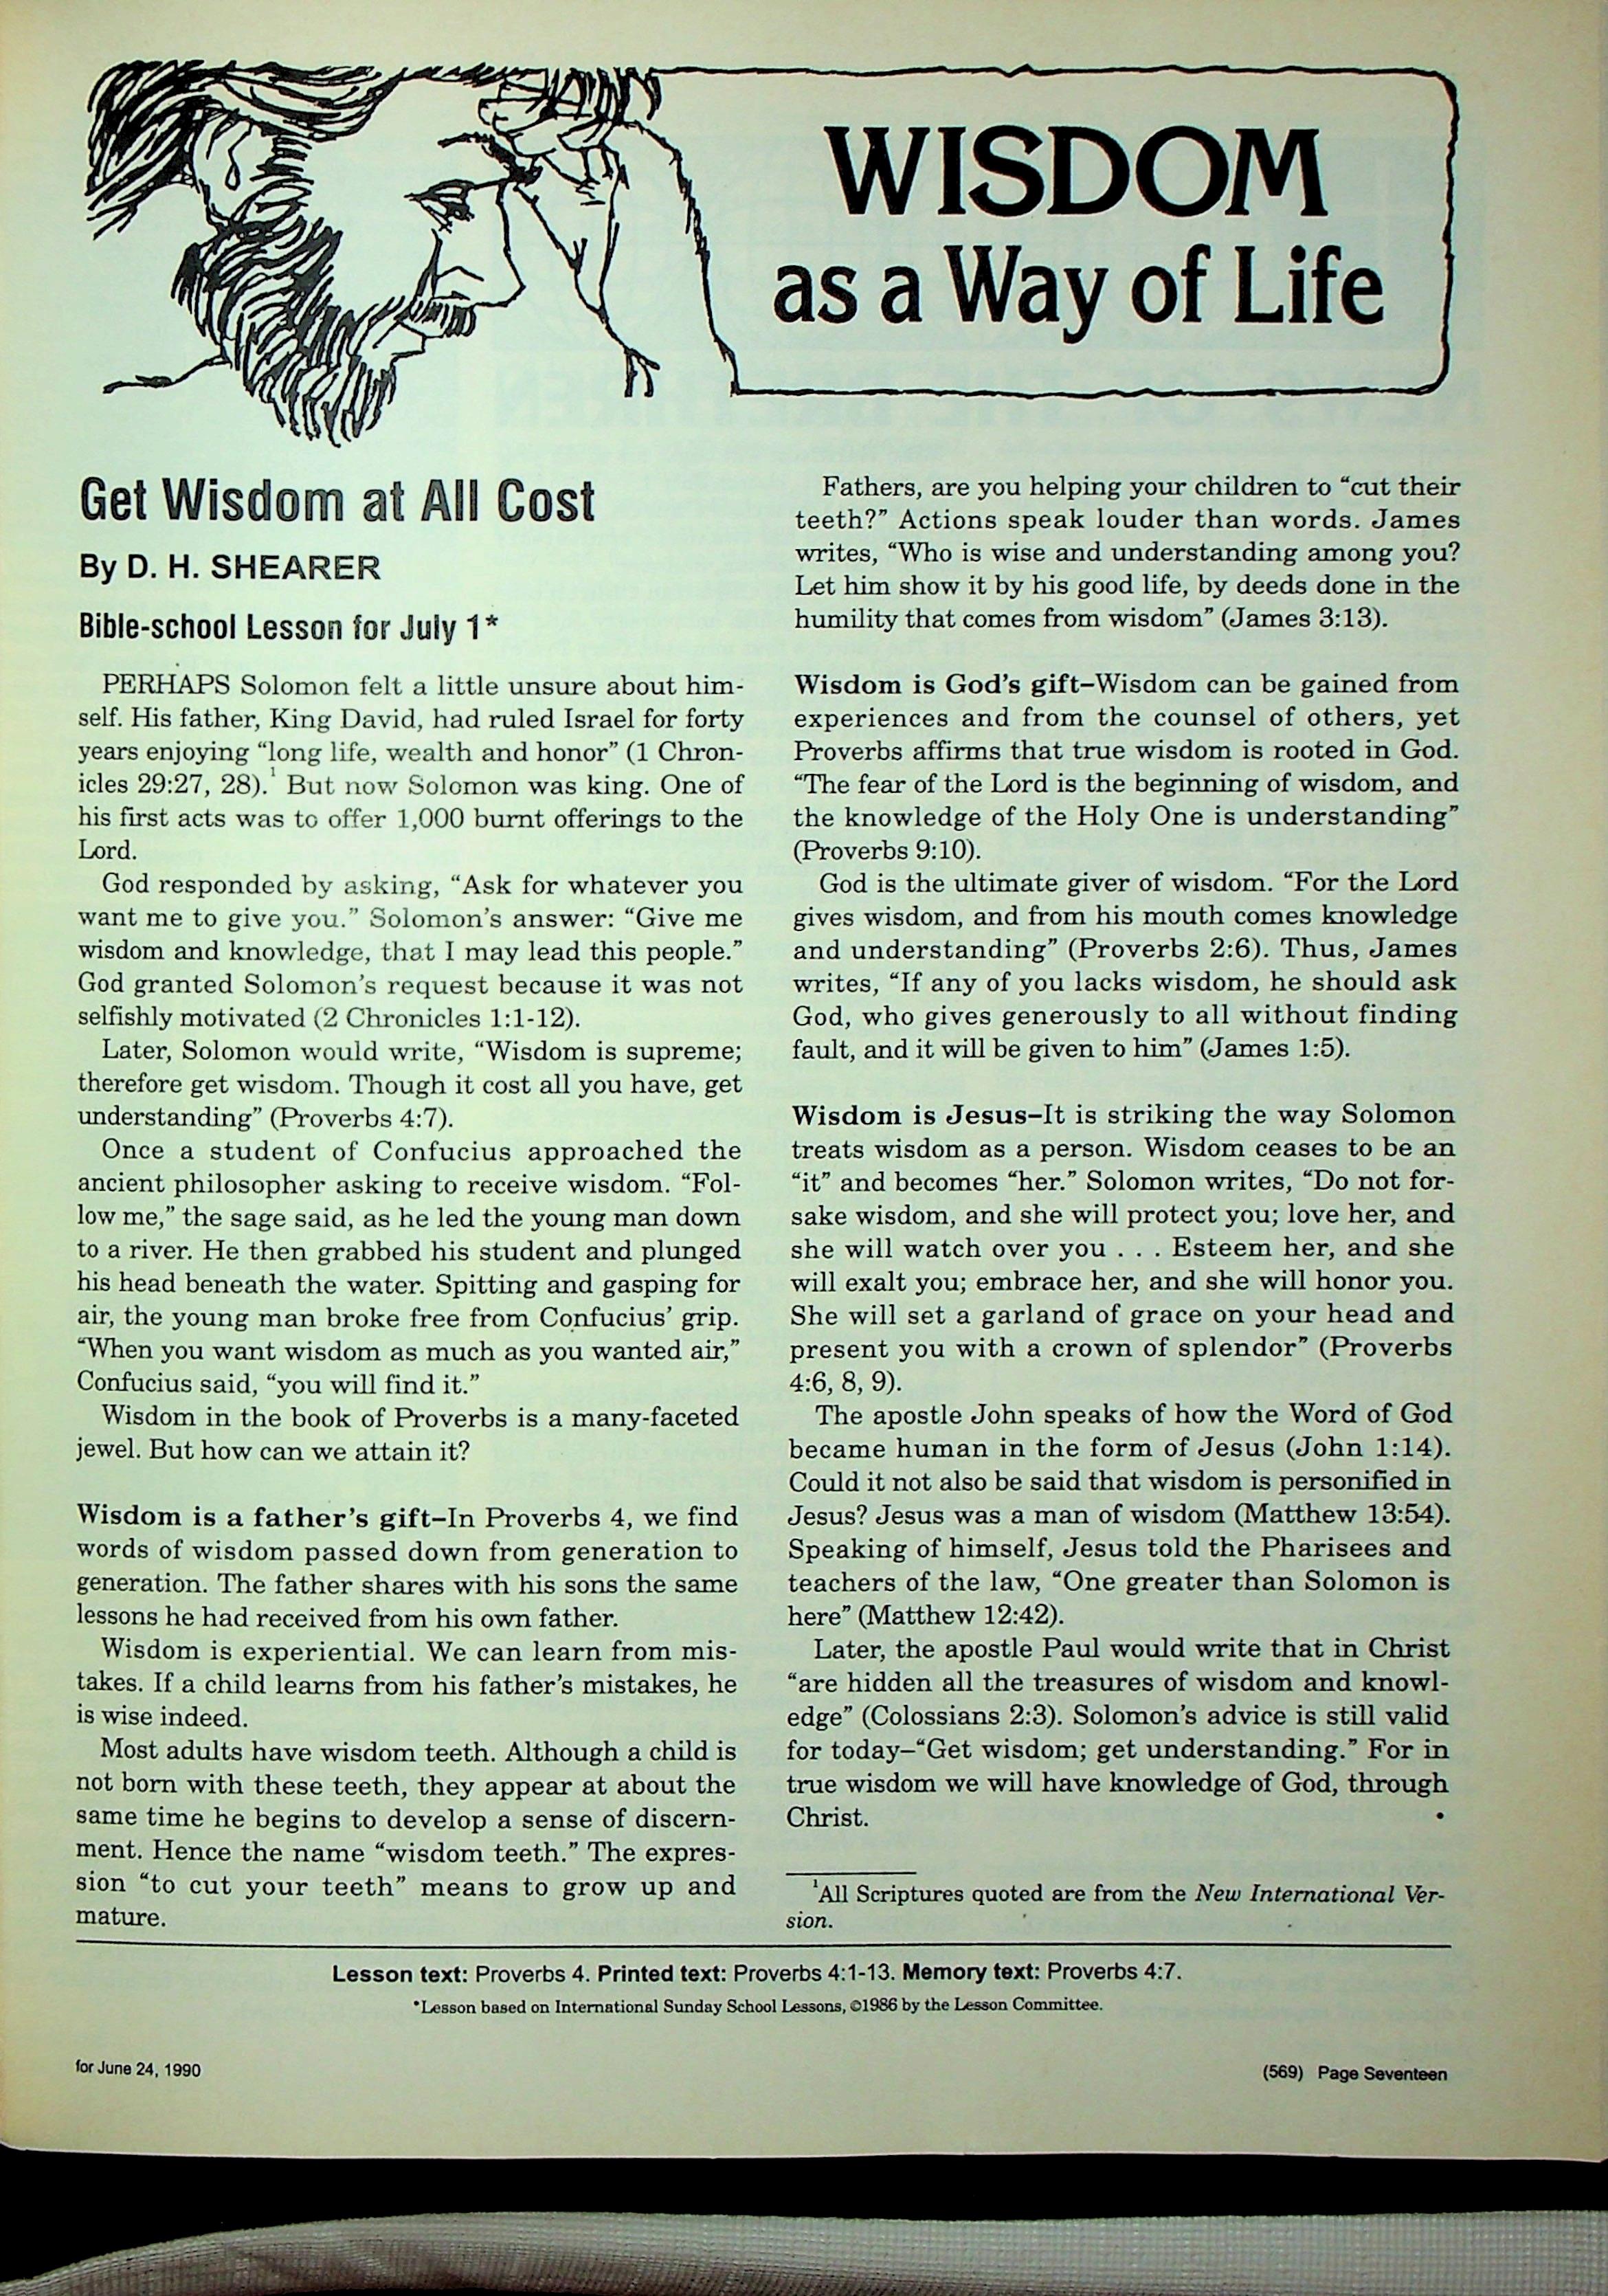 WISDOM
as a Way of Life
Get Wisdom at All Cost
By D. H. SHEARER
Bible-school Lesson for July 1*
PERHAPS Solomon felt a little unsure about him-
self. His father, King David, had ruled Israel for forty
years enjoying “long life, wealth and honor” (1 Chron-
icles 29:27, 28).¹ But now Solomon was king. One of
his first acts was to offer 1,000 burnt offerings to the
Lord.
God responded by asking, “Ask for whatever you
want me to give you.” Solomon’s answer: “Give me
wisdom and knowledge, that I may lead this people.”
God granted Solomon’s request because it was not
selfishly motivated (2 Chronicles 1:1-12).
Later, Solomon would write, “Wisdom is supreme;
therefore get wisdom. Though it cost all you have, get
understanding” (Proverbs 4:7).
Once a student of Confucius approached the
ancient philosopher asking to receive wisdom. “Fol-
low me,” the sage said, as he led the young man down
to a river. He then grabbed his student and plunged
his head beneath the water. Spitting and gasping for
air, the young man broke free from Confucius’ grip.
“When you want wisdom as much as you wanted air,”
Confucius said, “you will find it.”
Wisdom in the book of Proverbs is a many-faceted
jewel. But how can we attain it?
Wisdom is a father’s gift–In Proverbs 4, we find
words of wisdom passed down from generation to
generation. The father shares with his sons the same
lessons he had received from his own father.
Wisdom is experiential. We can learn from mis-
takes. If a child learns from his father’s mistakes, he
is wise indeed.
Most adults have wisdom teeth. Although a child is
not born with these teeth, they appear at about the
same time he begins to develop a sense of discern-
ment. Hence the name “wisdom teeth.” The expres-
sion “to cut your teeth” means to grow up and
mature.
Fathers, are you helping your children to “cut their
teeth?” Actions speak louder than words. James
writes, “Who is wise and understanding among you?
Let him show it by his good life, by deeds done in the
humility that comes from wisdom” (James 3:13).
Wisdom is God’s gift–Wisdom can be gained from
experiences and from the counsel of others, yet
Proverbs affirms that true wisdom is rooted in God.
“The fear of the Lord is the beginning of wisdom, and
the knowledge of the Holy One is understanding”
(Proverbs 9:10).
God is the ultimate giver of wisdom. “For the Lord
gives wisdom, and from his mouth comes knowledge
and understanding” (Proverbs 2:6). Thus, James
writes, “If any of you lacks wisdom, he should ask
God, who gives generously to all without finding
fault, and it will be given to him” (James 1:5).
Wisdom is Jesus–It is striking the way Solomon
treats wisdom as a person. Wisdom ceases to be an
“it” and becomes “her.” Solomon writes, “Do not for-
sake wisdom, and she will protect you; love her, and
she will watch over you . . . Esteem her, and she
will exalt you; embrace her, and she will honor you.
She will set a garland of grace on your head and
present you with a crown of splendor” (Proverbs
4:6, 8, 9).
The apostle John speaks of how the Word of God
became human in the form of Jesus (John 1:14).
Could it not also be said that wisdom is personified in
Jesus? Jesus was a man of wisdom (Matthew 13:54).
Speaking of himself, Jesus told the Pharisees and
teachers of the law, “One greater than Solomon is
here” (Matthew 12:42).
Later, the apostle Paul would write that in Christ
“are hidden all the treasures of wisdom and knowl-
edge” (Colossians 2:3). Solomon’s advice is still valid
for today–“Get wisdom; get understanding.” For in
true wisdom we will have knowledge of God, through
Christ. •
¹All Scriptures quoted are from the New International Ver-
sion.
Lesson text: Proverbs 4. Printed text: Proverbs 4:1-13. Memory text: Proverbs 4:7.
*Lesson based on International Sunday School Lessons, ©1986 by the Lesson Committee.
for June 24, 1990
(569) Page Seventeen